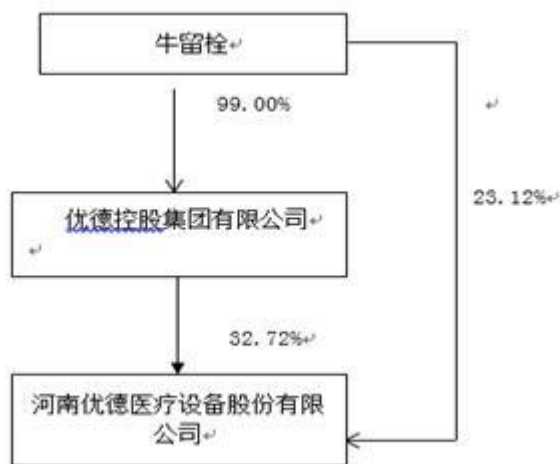 牛留栓
99.00%
23.12%
优德控股集团有限公司
32.72%
河南优德医疗设备股份有限
公司